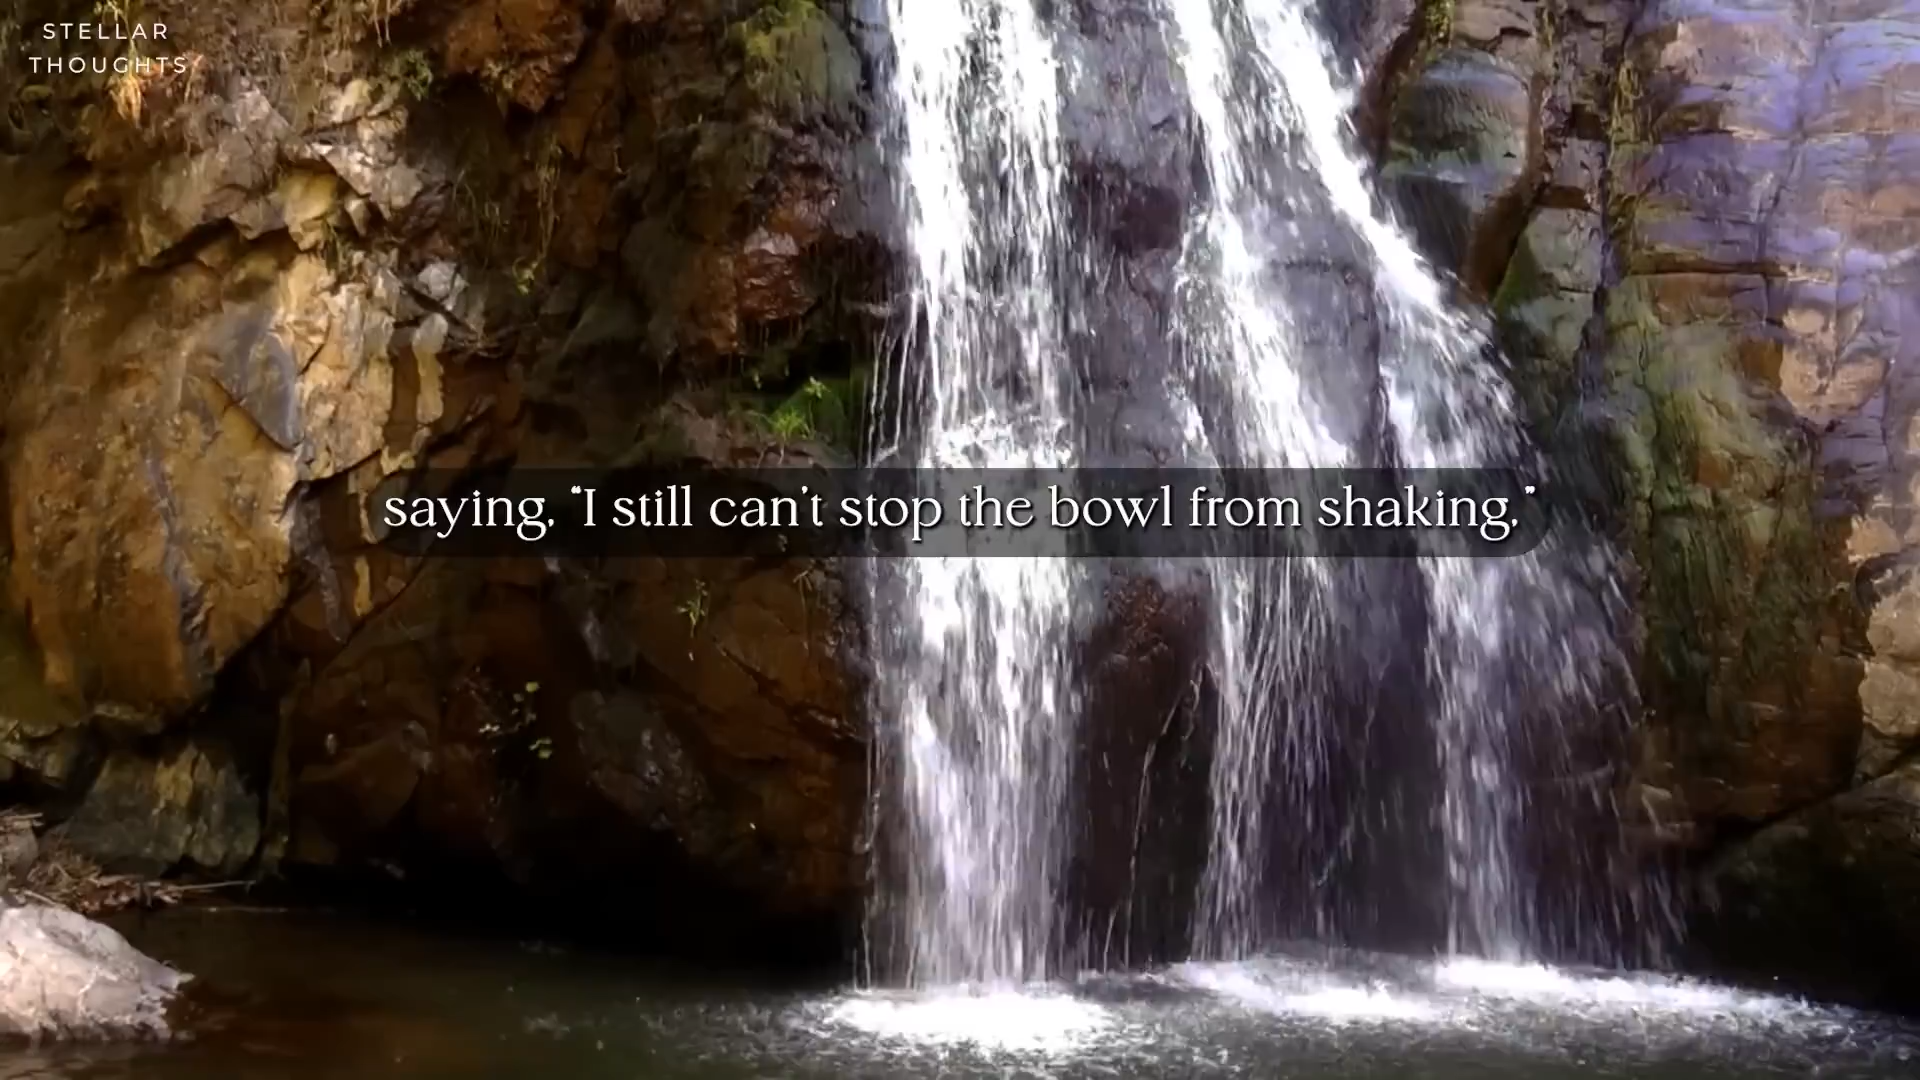 STELLAR
THOUGHTS
saying, “I still can’t stop the bowl from shaking,”